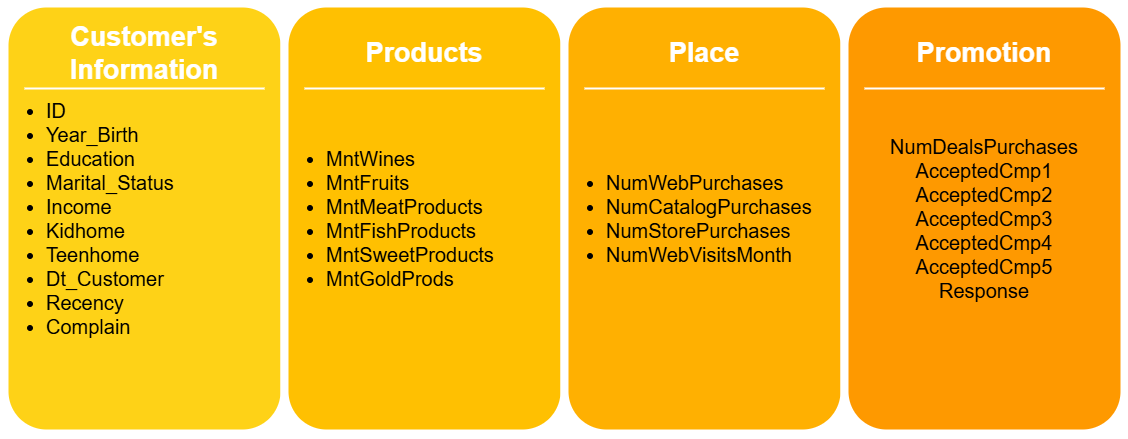 Customer's
Information
• ID
• Year_Birth
• Education
• Marital_Status
• Income
• Kidhome
• Teenhome
• Dt_Customer
• Recency
• Complain
Products
• MntWines
• MntFruits
• MntMeatProducts
• MntFishProducts
• MntSweetProducts
• MntGoldProds
Place
• NumWebPurchases
• NumCatalogPurchases
• NumStorePurchases
• NumWebVisitsMonth
Promotion
NumDealsPurchases
AcceptedCmp1
AcceptedCmp2
AcceptedCmp3
AcceptedCmp4
AcceptedCmp5
Response